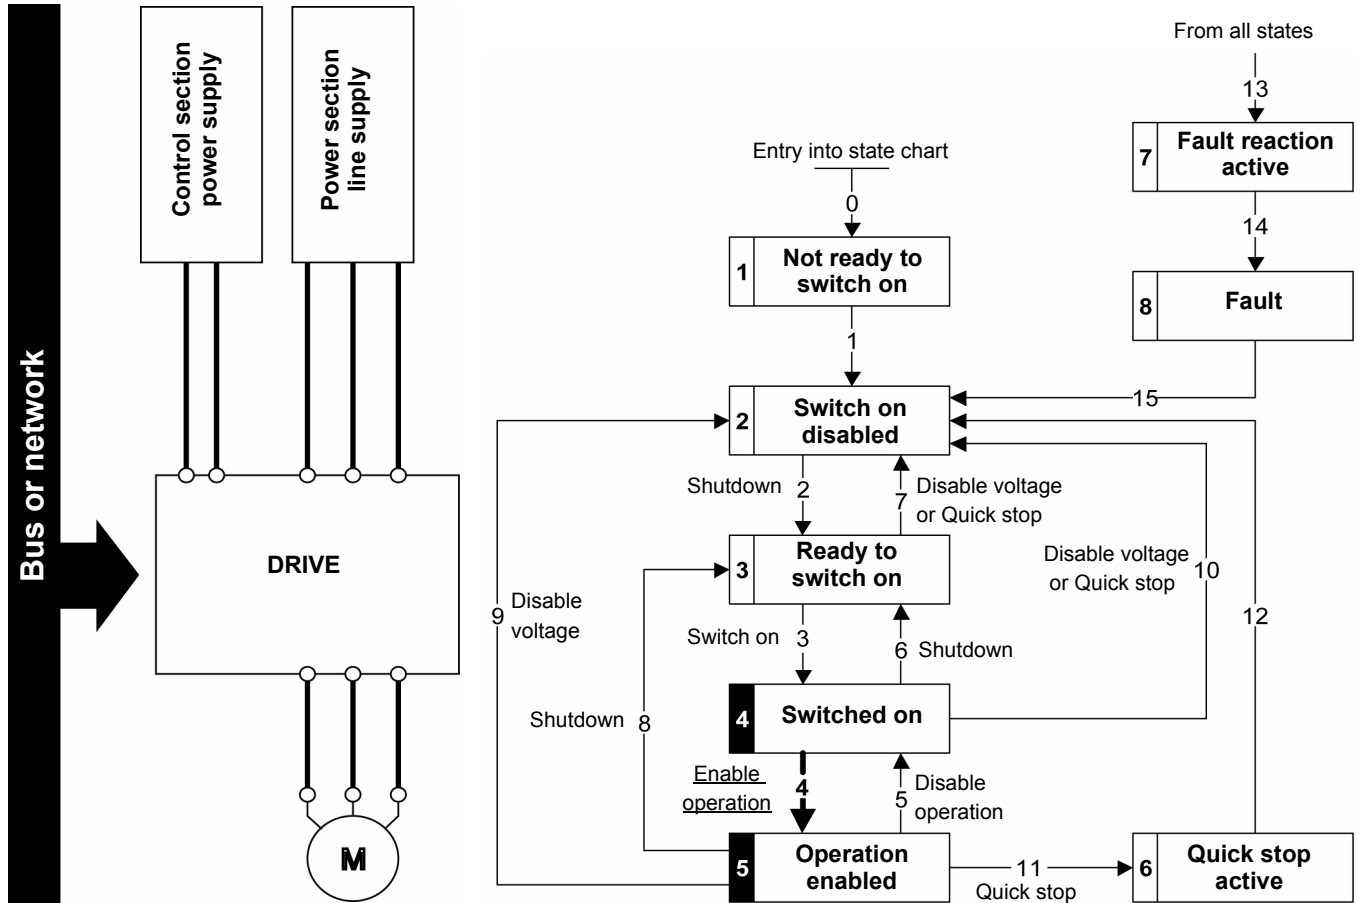 Bus or network
Control section
power supply
Power section
line supply
DRIVE
M
From all states
13
7
Fault reaction
active
14
8
Fault
15
Entry into state chart
0
1
Not ready to
switch on
1
2
Switch on
disabled
Shutdown
2
7
Disable voltage
or Quick stop
Disable voltage
or Quick stop
10
3
Ready to
switch on
9
Disable
voltage
12
Switch on
3
6
Shutdown
4
Switched on
Shutdown
8
Enable
operation
4
5
Disable
operation
5
Operation
enabled
11
Quick stop
6
Quick stop
active